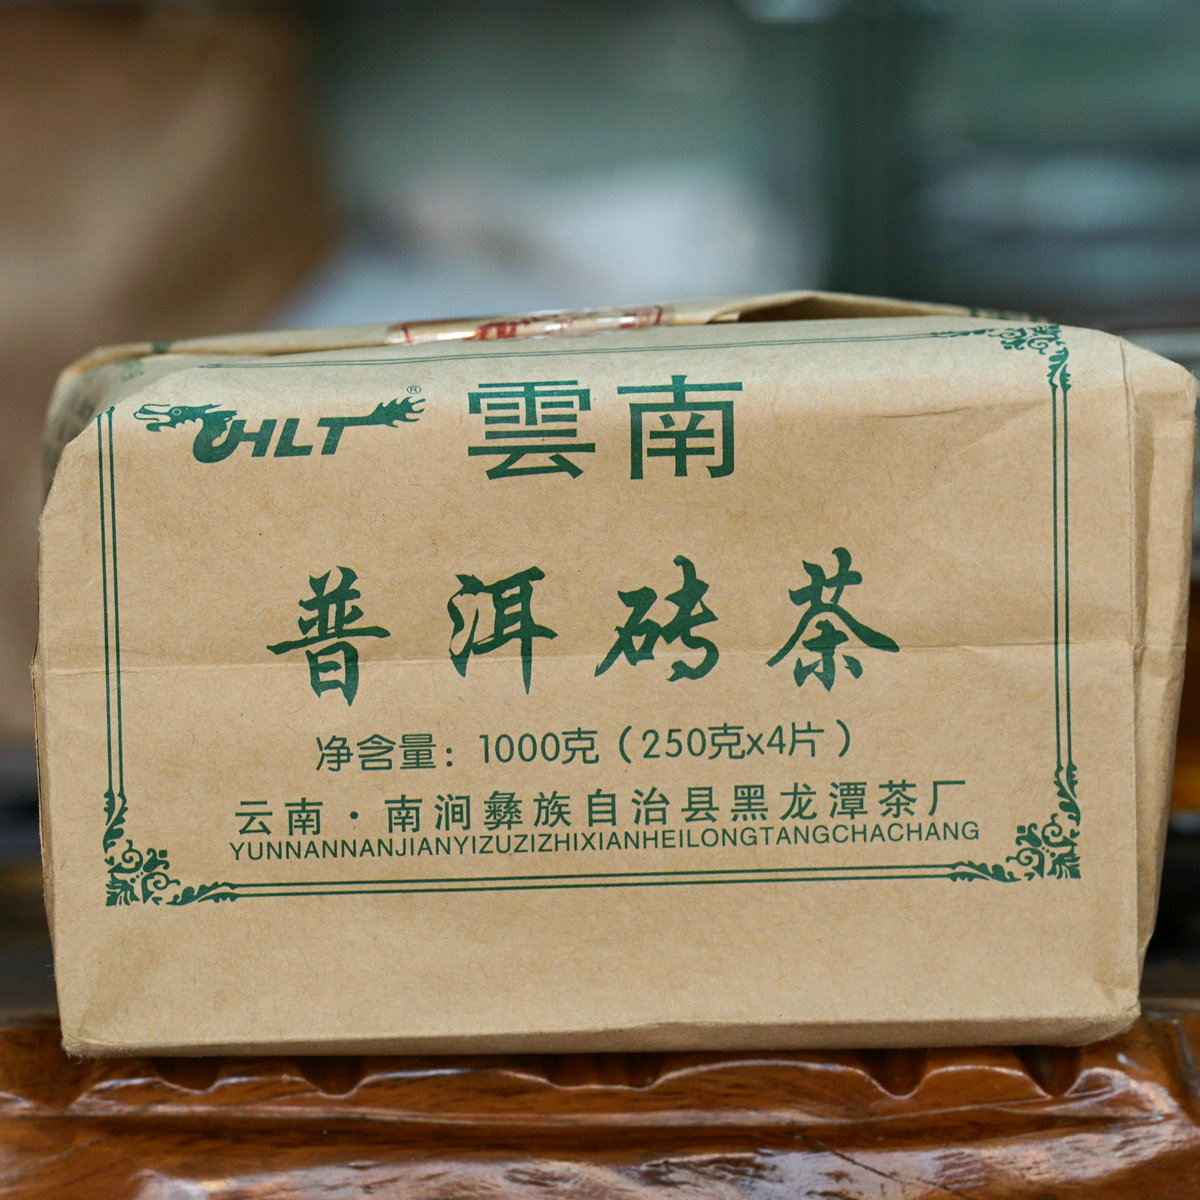 HLT® 雲南
普洱砖茶
净含量：1000克（250克x4片）
云南·南涧彝族自治县黑龙潭茶厂
YUNNANNANJIANYIZUZIZHIXIANHEILONGTANGCHACHANG